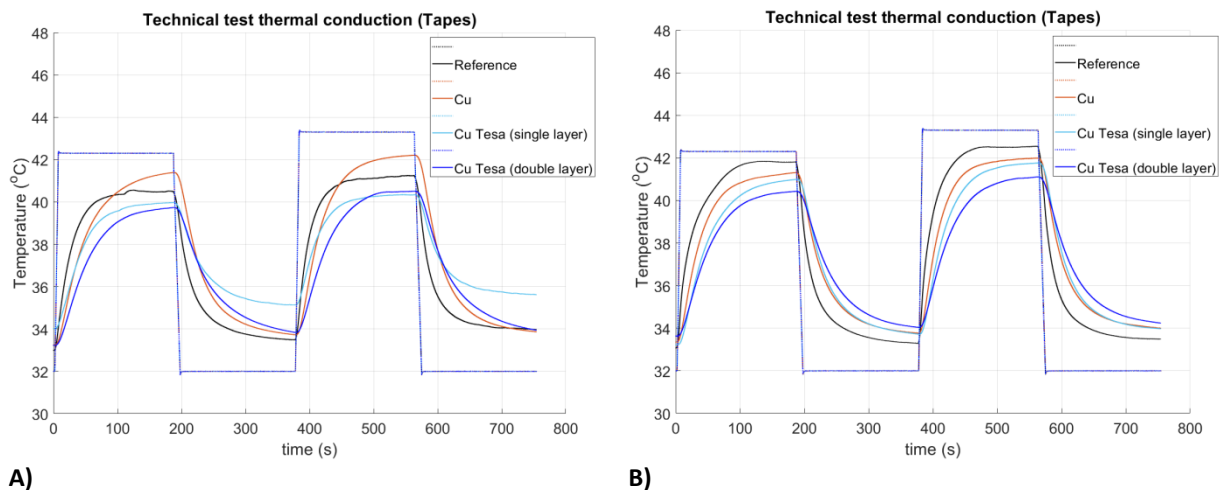 Technical test thermal conduction (Tapes)
48
46
44
42
40
38
36
34
32
30
Temperature (°C)
0
100
200
300
400
500
600
700
800
time (s)
Reference
Cu
Cu Tesa (single layer)
Cu Tesa (double layer)
A)
Technical test thermal conduction (Tapes)
48
46
44
42
40
38
36
34
32
30
Temperature (°C)
0
100
200
300
400
500
600
700
800
time (s)
Reference
Cu
Cu Tesa (single layer)
Cu Tesa (double layer)
B)